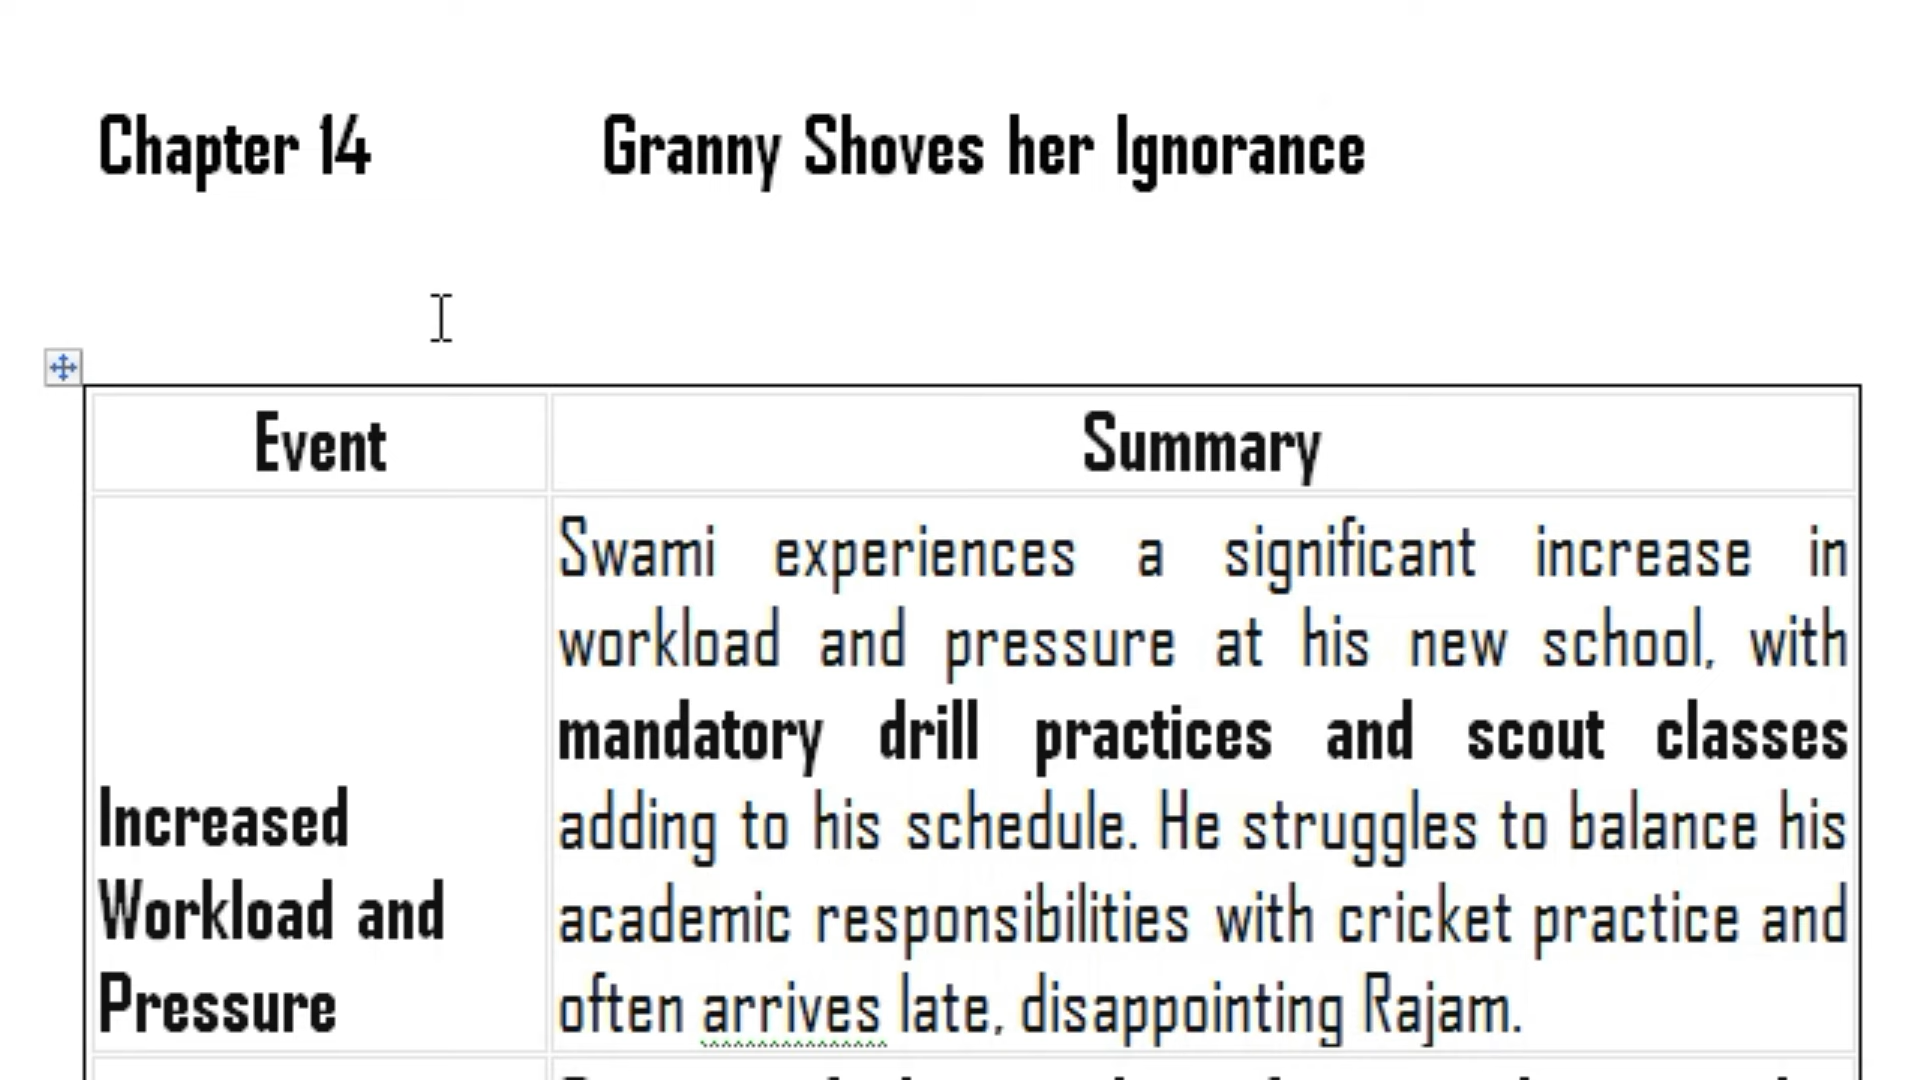 Chapter 14 Granny Shoves her Ignorance
Event Summary
Swami experiences a significant increase in
workload and pressure at his new school, with
mandatory drill practices and scout classes
adding to his schedule. He struggles to balance his
academic responsibilities with cricket practice and
often arrives late, disappointing Rajam.
Increased
Workload and
Pressure